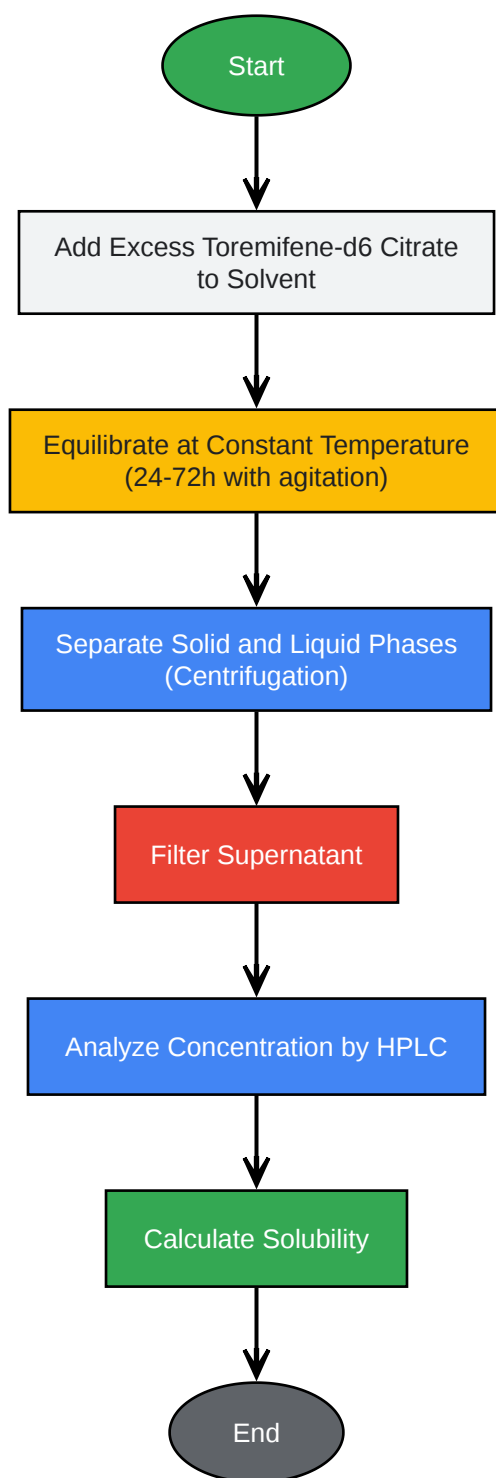 Start
Add Excess Toremifene-d6 Citrate
to Solvent
Equilibrate at Constant Temperature
(24-72h with agitation)
Separate Solid and Liquid Phases
(Centrifugation)
Filter Supernatant
Analyze Concentration by HPLC
Calculate Solubility
End